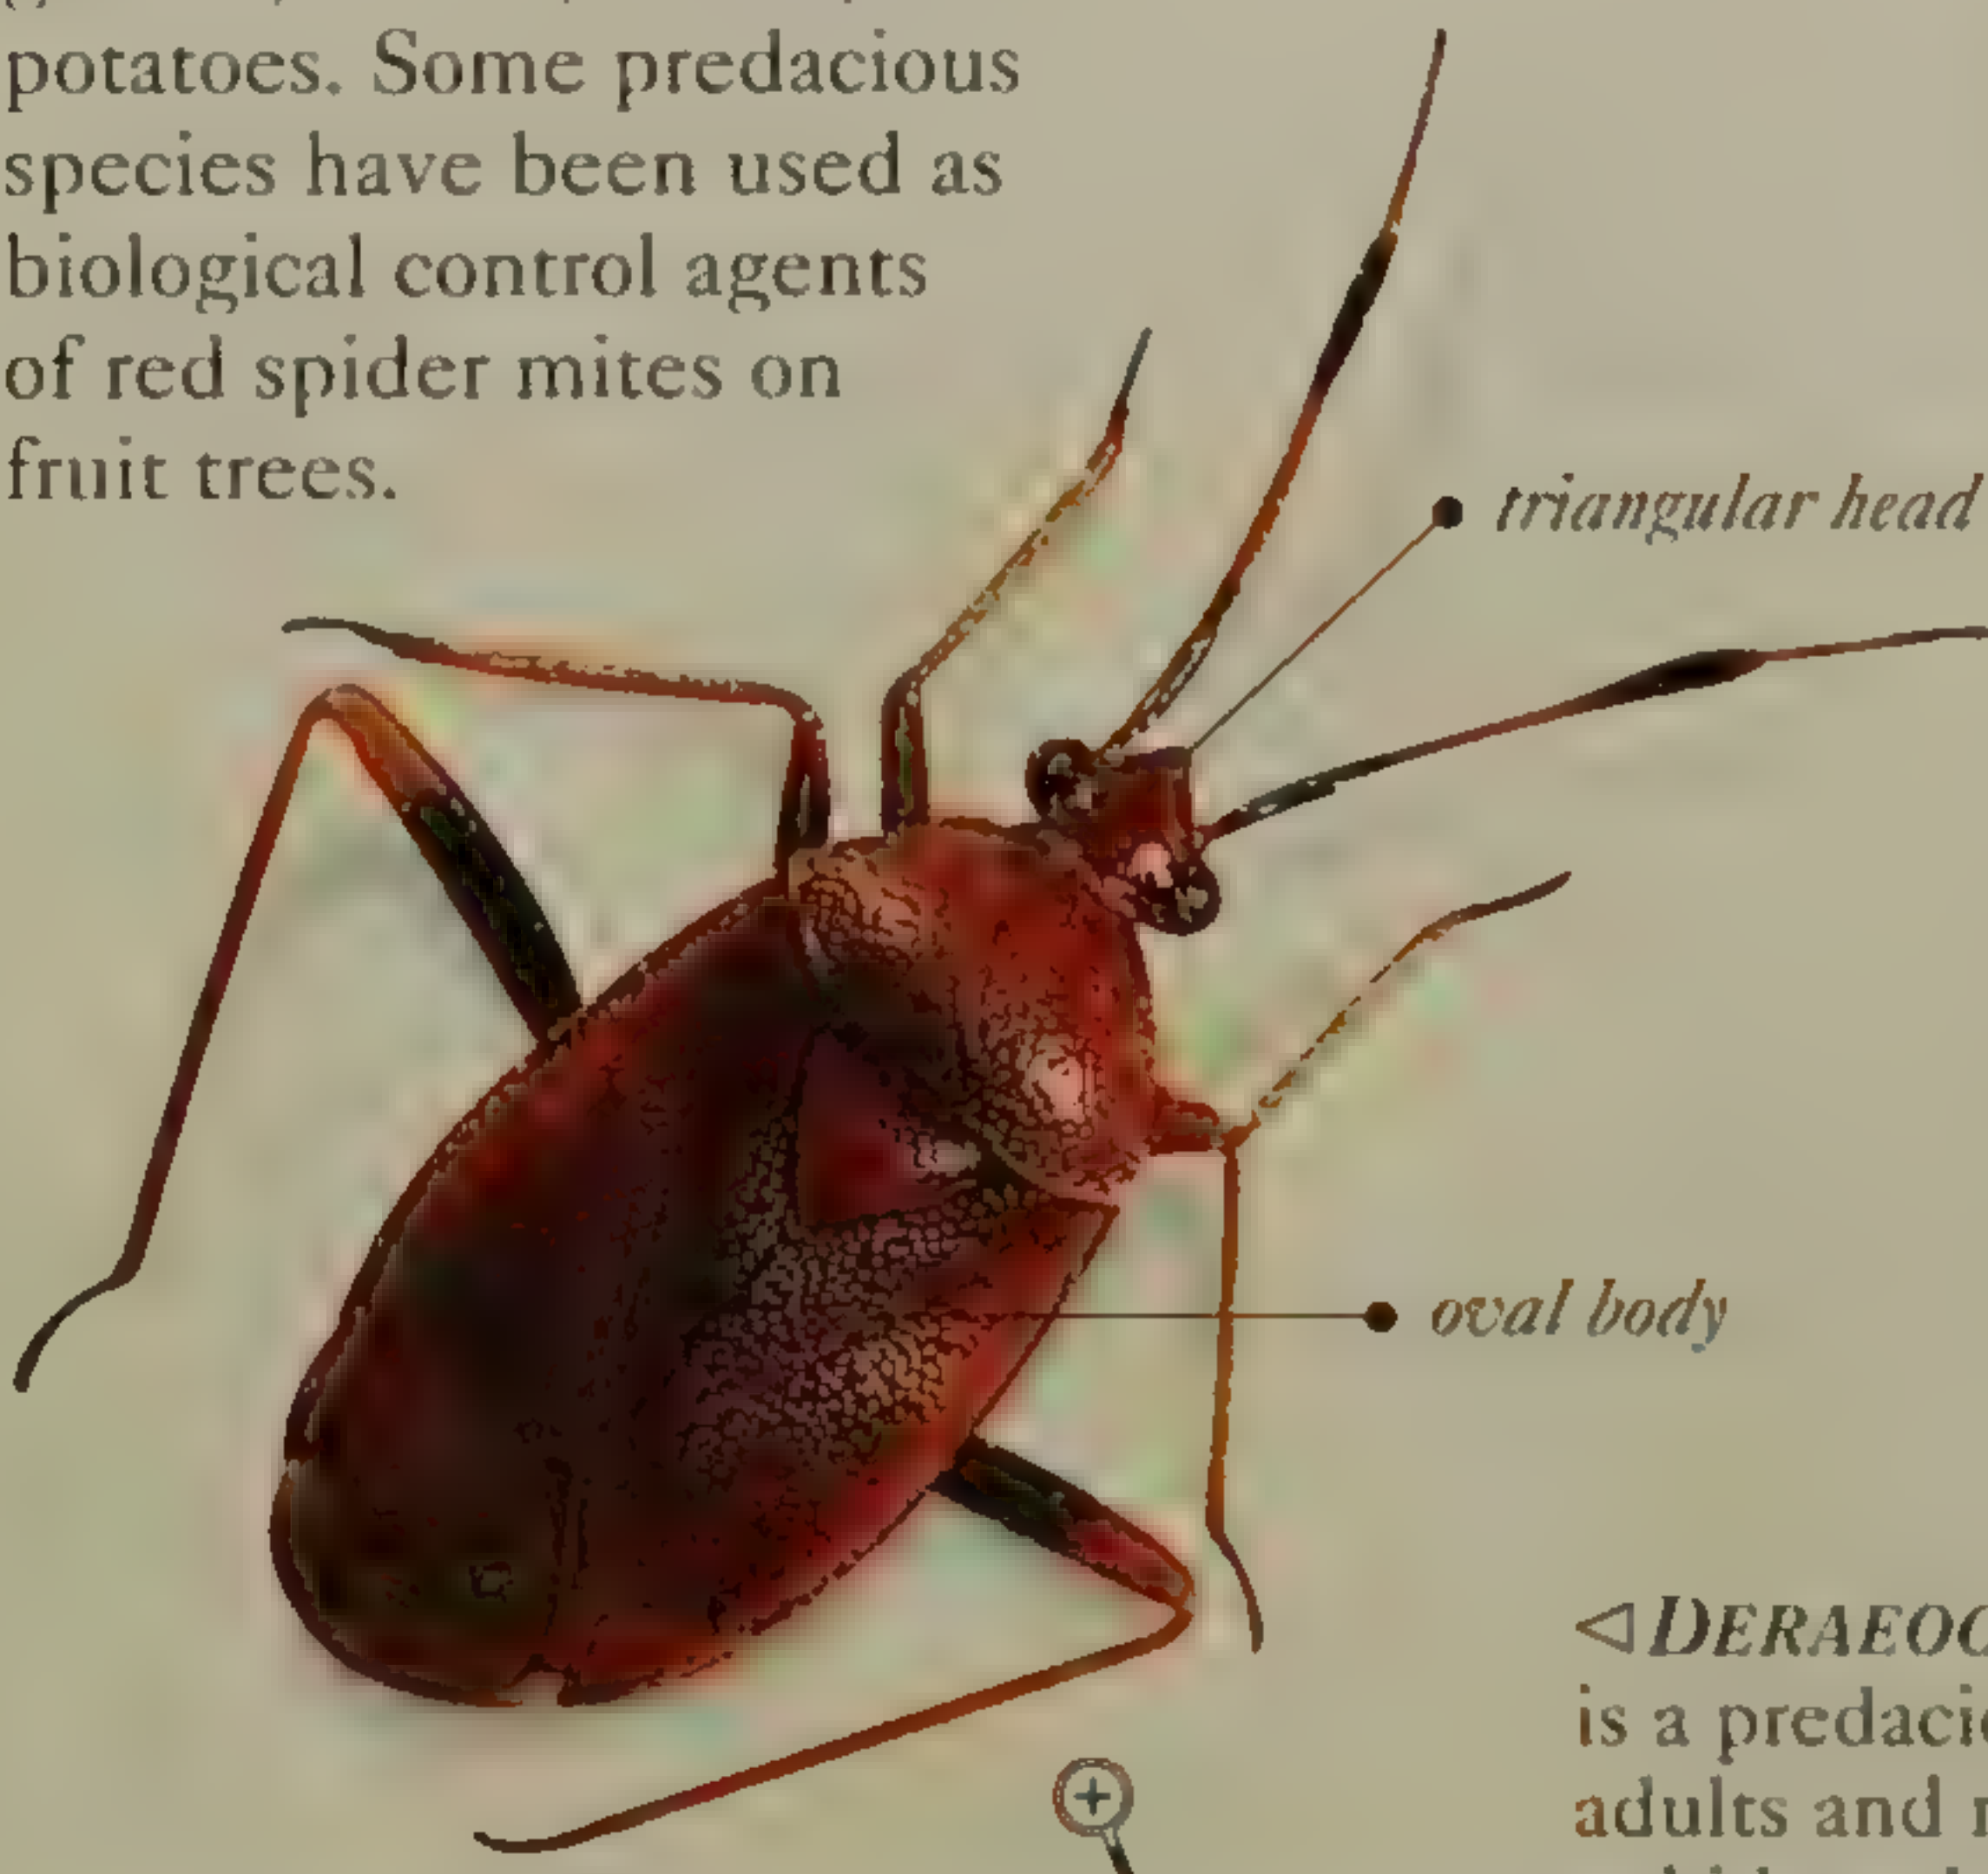 potatoes. Some predacious
species have been used as
biological control agents
of red spider mites on
fruit trees.
triangular head
oval body
is a
adults and